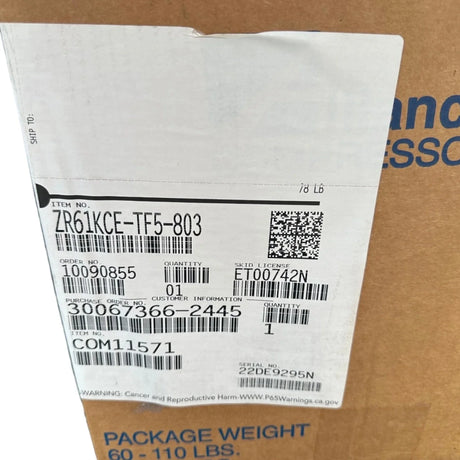 SHIP TO:
78 LB
ITEM NO.
ZR61KCE-TF5-803
ORDER NO. QUANTITY SKID LICENSE
10090855 01 ET00742N
PURCHASE ORDER NO. CUSTOMER INFORMATION QUANTITY
30067366-2445 1
ITEM NO.
COM11571
SERIAL NO.
22DE9295N
WARNING: Cancer and Reproductive Harm-WWW.P65Warnings.ca.gov
PACKAGE WEIGHT
60 - 110 LBS.